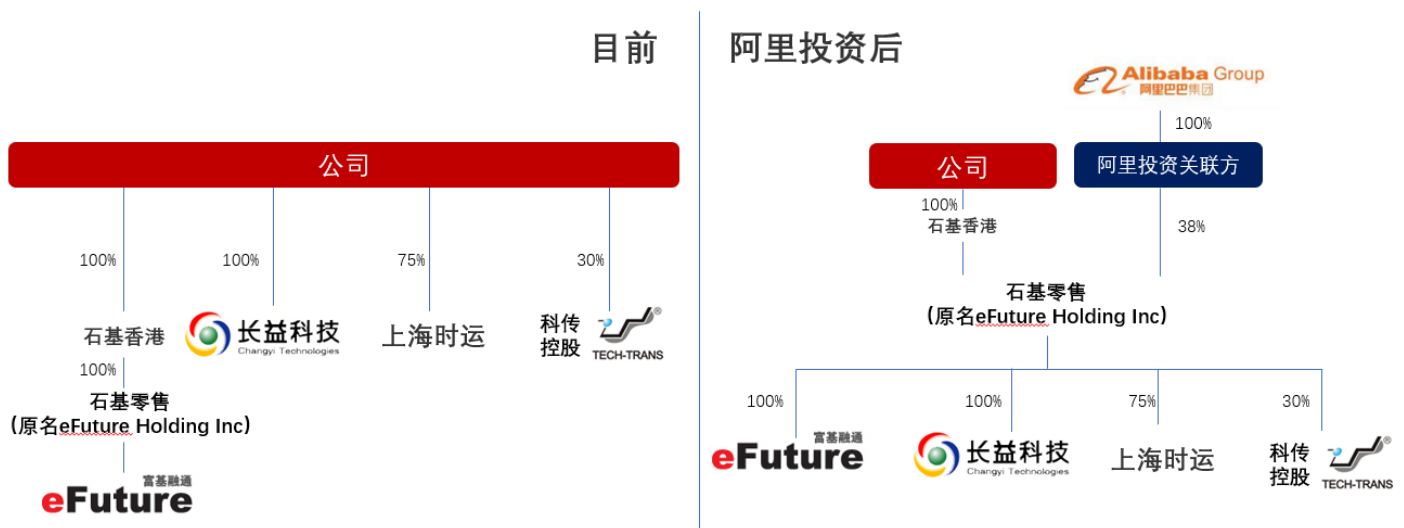 目前
公司
100%
100%
75%
30%
石基香港
长益科技
Changyi Technologies
上海时运
科传
控股
®
TECH-TRANS
100%
石基零售
(原名eFuture Holding Inc)
富基融通
eFuture
阿里投资后
Alibaba Group
阿里巴巴集团
100%
公司
阿里投资关联方
100%
石基香港
38%
石基零售
(原名eFuture Holding Inc)
100%
100%
75%
30%
富基融通
eFuture
长益科技
Changyi Technologies
上海时运
科传
控股
®
TECH-TRANS